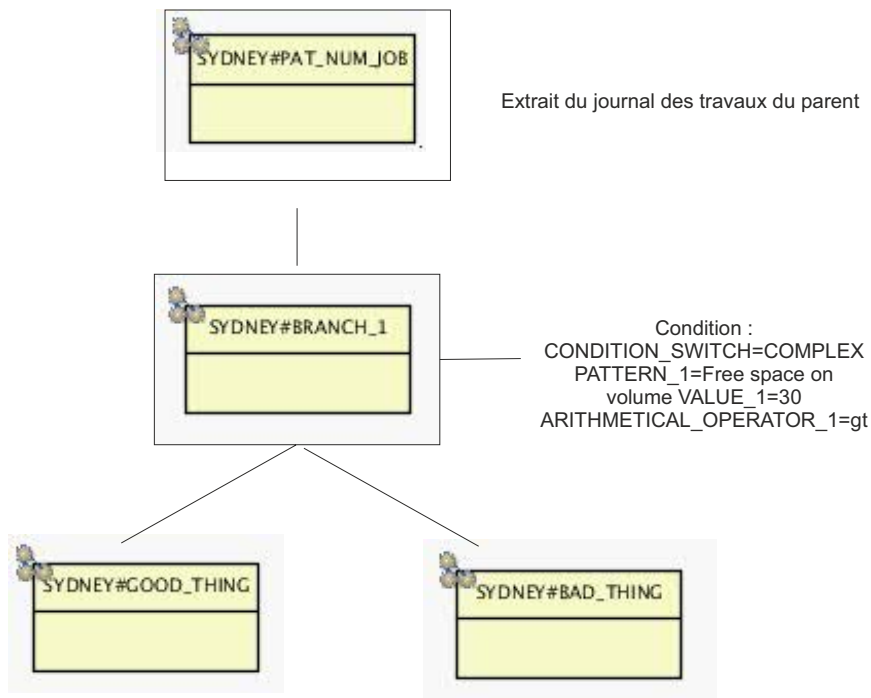 SYDNEY#PAT_NUM_JOB
Extrait du journal des travaux du parent
SYDNEY#BRANCH_1
Condition :
CONDITION_SWITCH=COMPLEX
PATTERN_1=Free space on
volume VALUE_1=30
ARITHMETICAL_OPERATOR_1=gt
SYDNEY#GOOD_THING
SYDNEY#BAD_THING